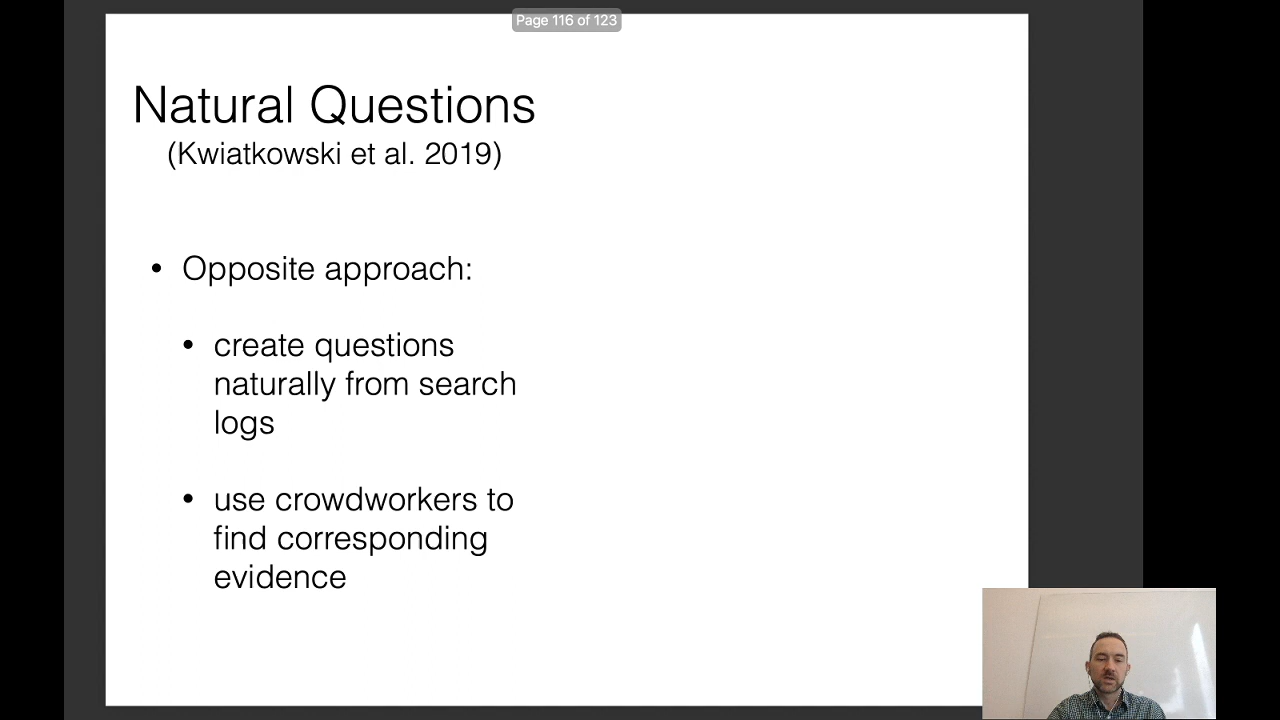 Page 116 of 123
Natural Questions
(Kwiatkowski et al. 2019)
• Opposite approach:
• create questions
naturally from search
logs
• use crowdworkers to
find corresponding
evidence